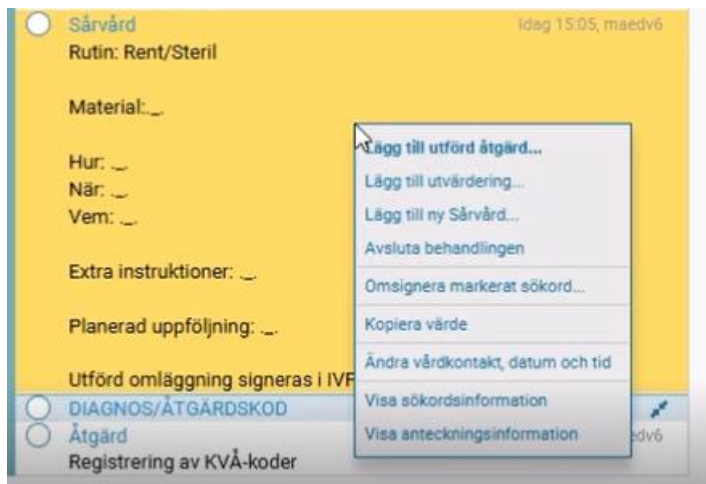 Sårvård
Idag 15:05, maedv6
Rutin: Rent/Steril
Material:._.
Hur: ._.
När: ._.
Vem: ._.
Extra instruktioner: ._.
Planerad uppföljning: ._.
Utförd omläggning signeras i
DIAGNOS/ÅTGÄRDSKOD
Åtgärd
Registrering av KVÅ-koder
Lägg till utförd åtgärd...
Lägg till utvärdering...
Lägg till ny Sårvård...
Avsluta behandlingen
Omsignera markerat sökord...
Kopiera värde
Ändra vårdkontakt, datum och tid
Visa sökordsinformation
Visa anteckningsinformation